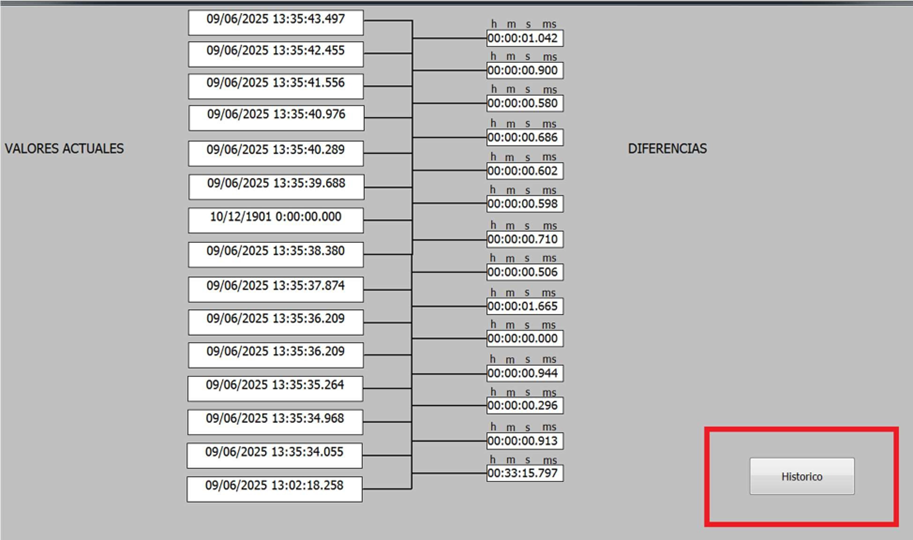 09/06/2025 13:35:43.497
h m s ms
00:00:01.042
09/06/2025 13:35:42.455
h m s ms
00:00:00.900
09/06/2025 13:35:41.556
h m s ms
00:00:00.580
09/06/2025 13:35:40.976
h m s ms
00:00:00.686
VALORES ACTUALES
09/06/2025 13:35:40.289
DIFERENCIAS
h m s ms
00:00:00.602
09/06/2025 13:35:39.688
h m s ms
00:00:00.598
10/12/1901 0:00:00.000
h m s ms
00:00:00.710
09/06/2025 13:35:38.380
h m s ms
00:00:00.506
09/06/2025 13:35:37.874
h m s ms
00:00:01.665
09/06/2025 13:35:36.209
h m s ms
00:00:00.000
09/06/2025 13:35:36.209
h m s ms
00:00:00.944
09/06/2025 13:35:35.264
h m s ms
00:00:00.296
09/06/2025 13:35:34.968
h m s ms
00:00:00.913
09/06/2025 13:35:34.055
h m s ms
00:33:15.797
Historico
09/06/2025 13:02:18.258